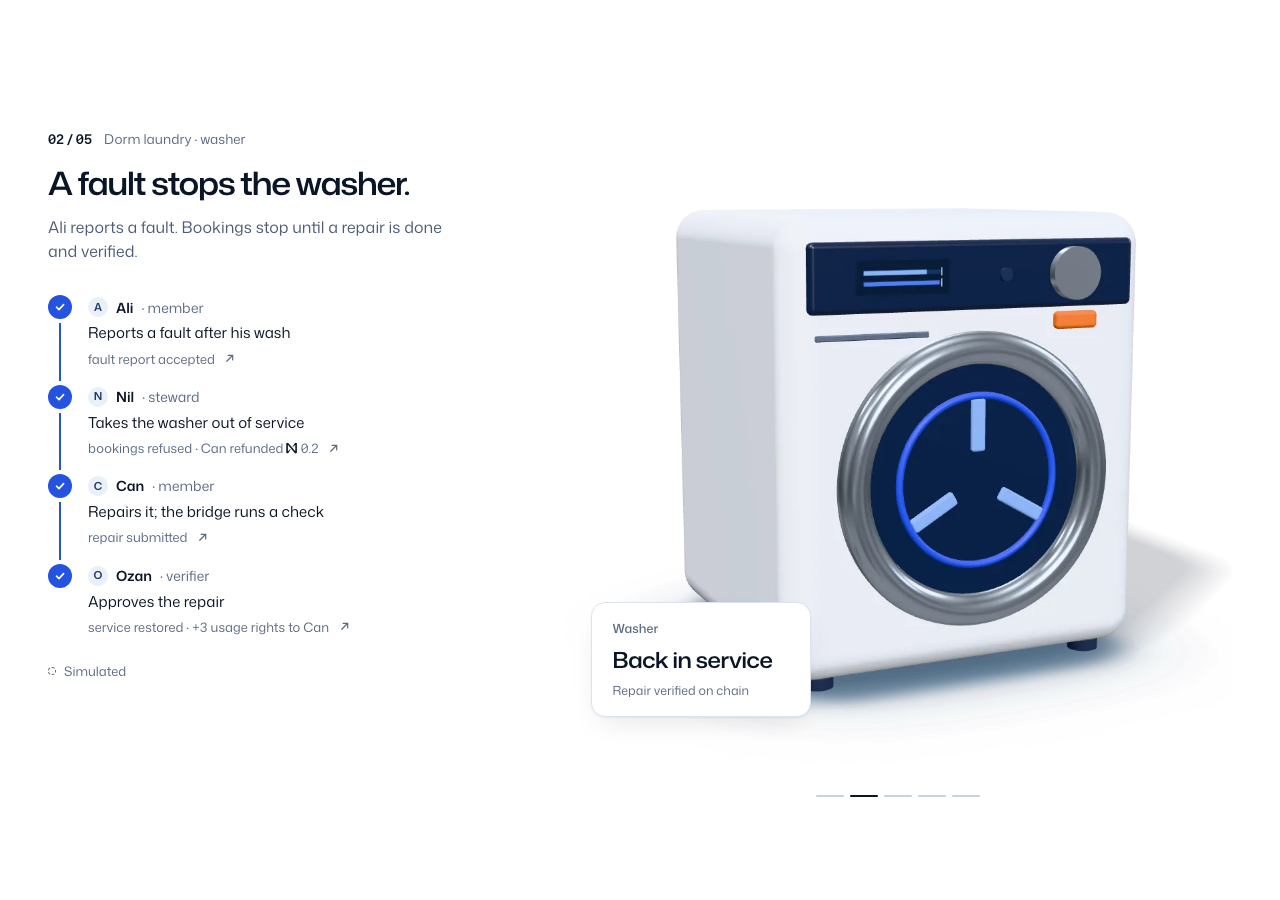 02 / 05 Dorm laundry · washer
A fault stops the washer.
Ali reports a fault. Bookings stop until a repair is done
and verified.
A Ali · member
Reports a fault after his wash
fault report accepted ↗
N Nil · steward
Takes the washer out of service
bookings refused · Can refunded 0.2 ↗
C Can · member
Repairs it; the bridge runs a check
repair submitted ↗
O Ozan · verifier
Approves the repair
service restored · +3 usage rights to Can ↗
Simulated
Washer
Back in service
Repair verified on chain